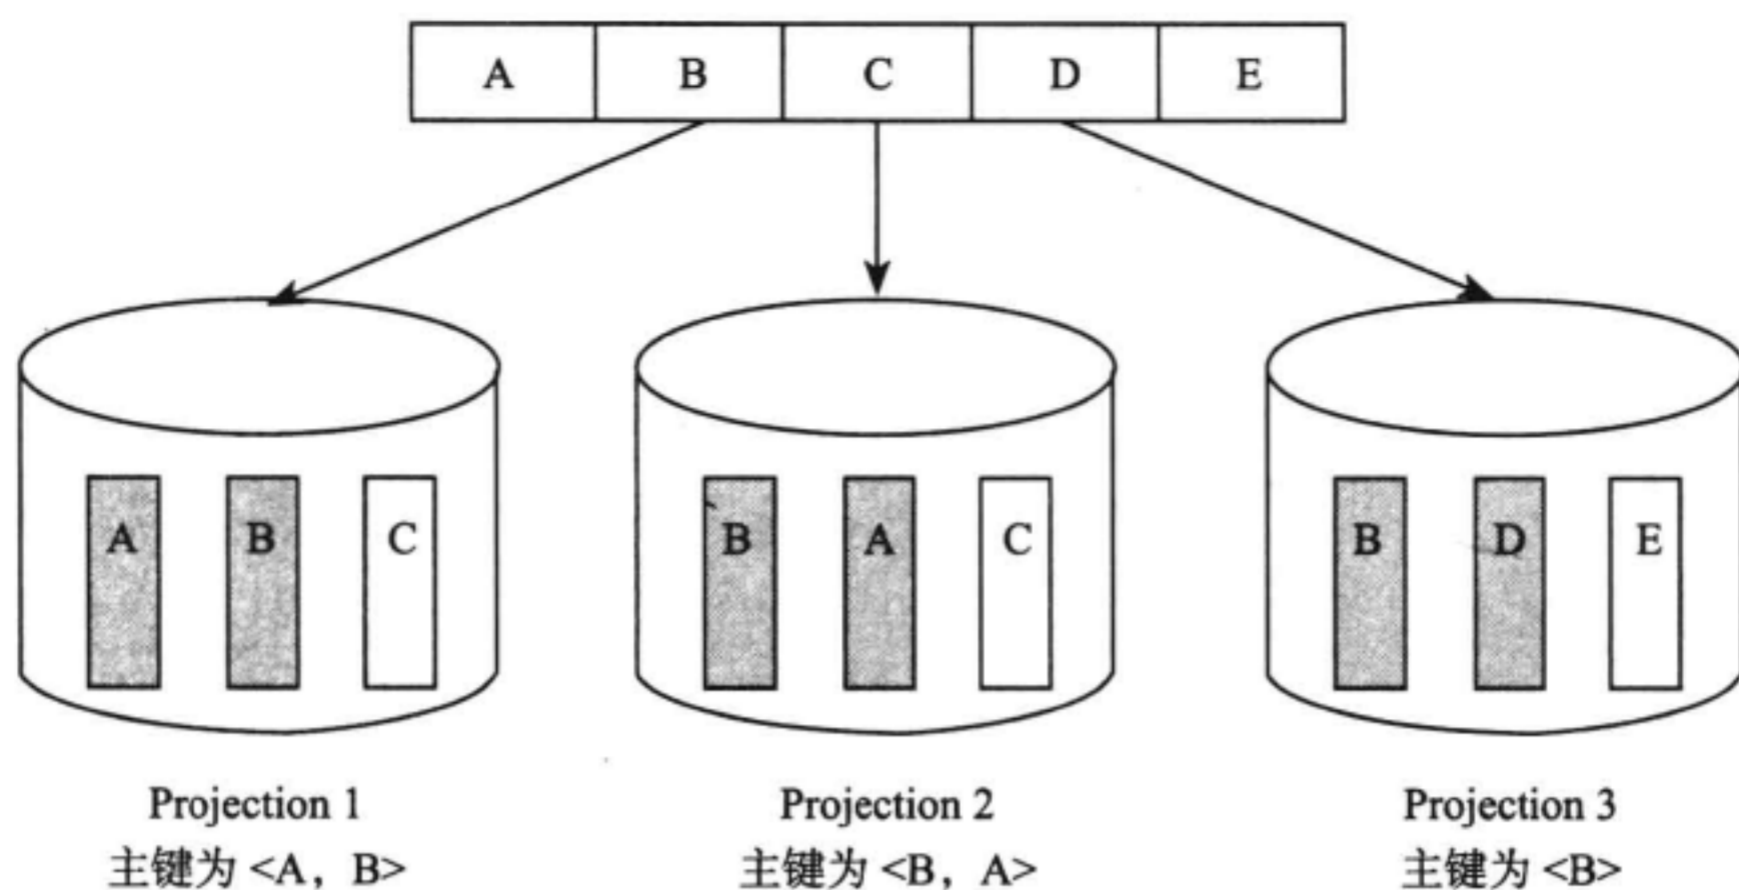 A B C D E
A B C
B A C
B D E
Projection 1
主键为 <A，B>
Projection 2
主键为 <B，A>
Projection 3
主键为 <B>